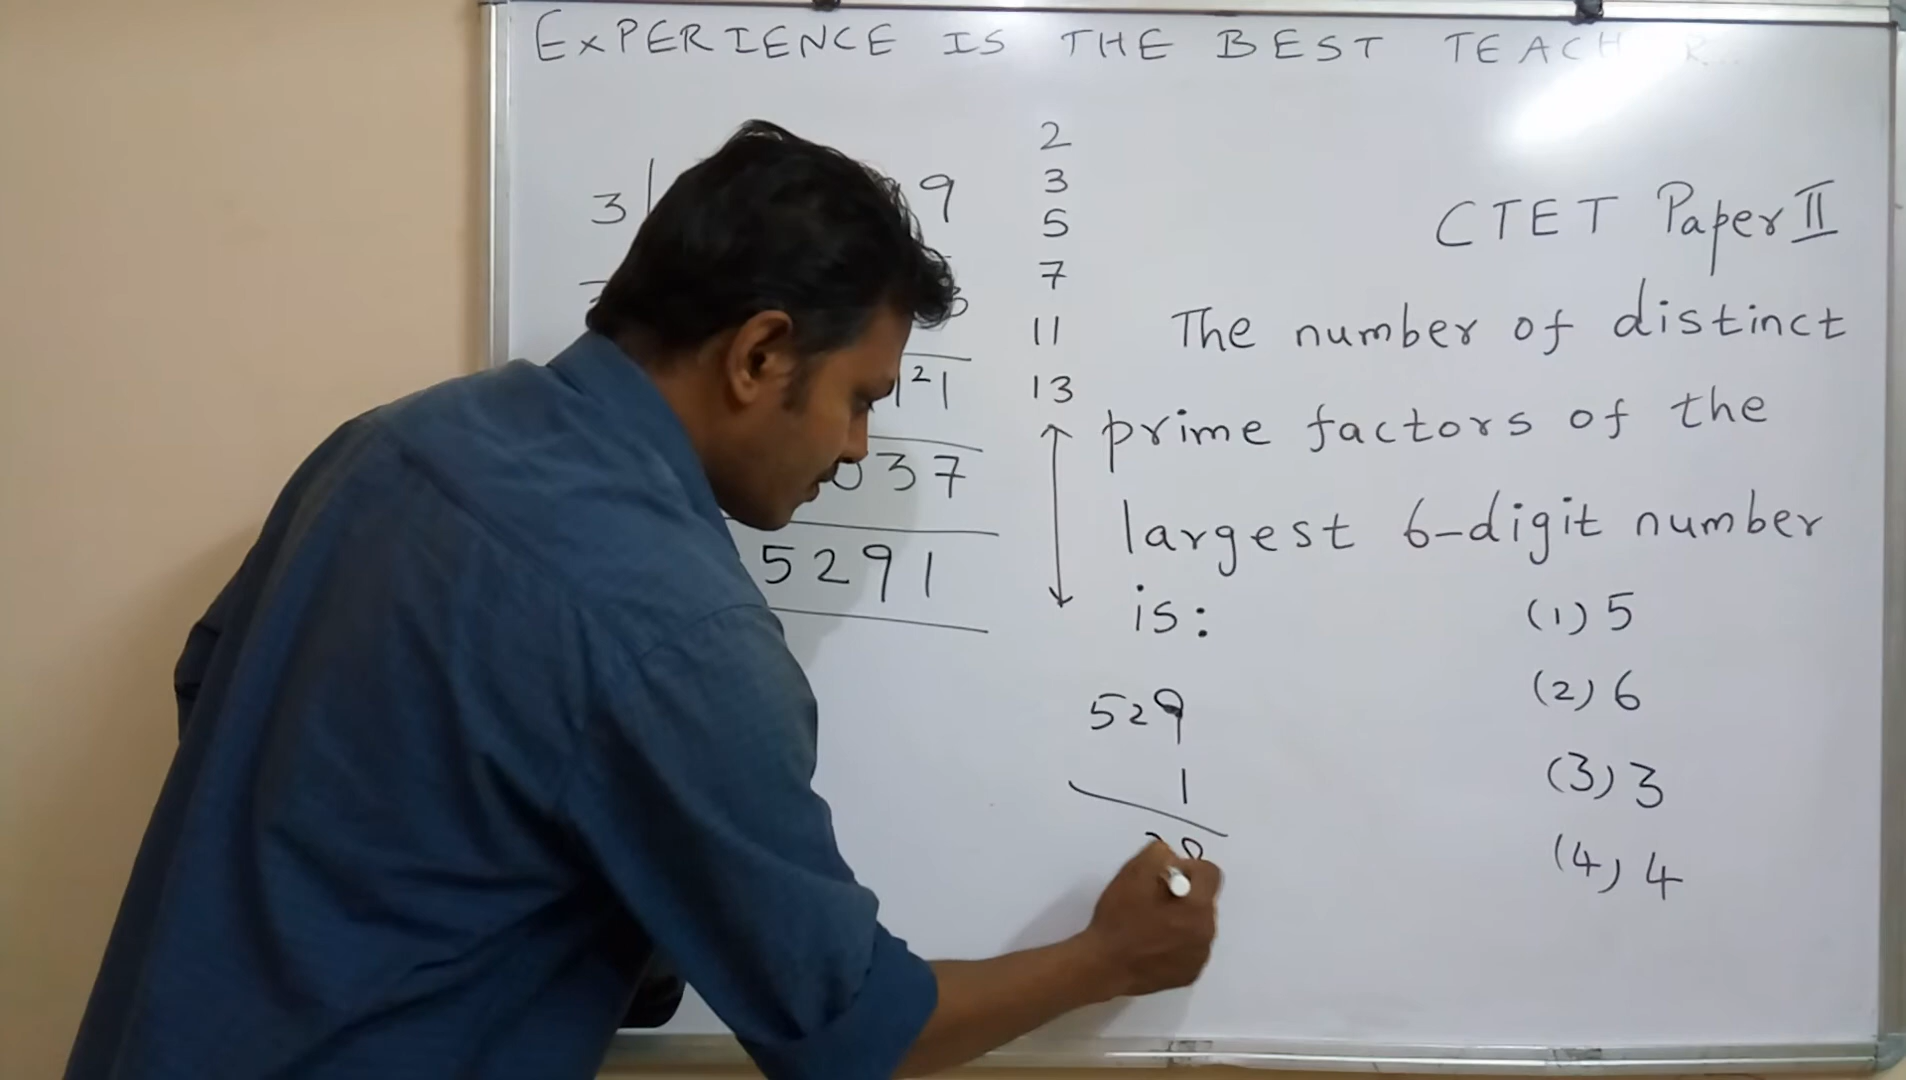 EXPERIENCE IS THE BEST TEACHER...
3
9
21
037
5291
2
3
5
7
11
13
CTET Paper II
The number of distinct
prime factors of the
largest 6-digit number
is:
(1) 5
(2) 6
(3) 3
(4) 4
529
1